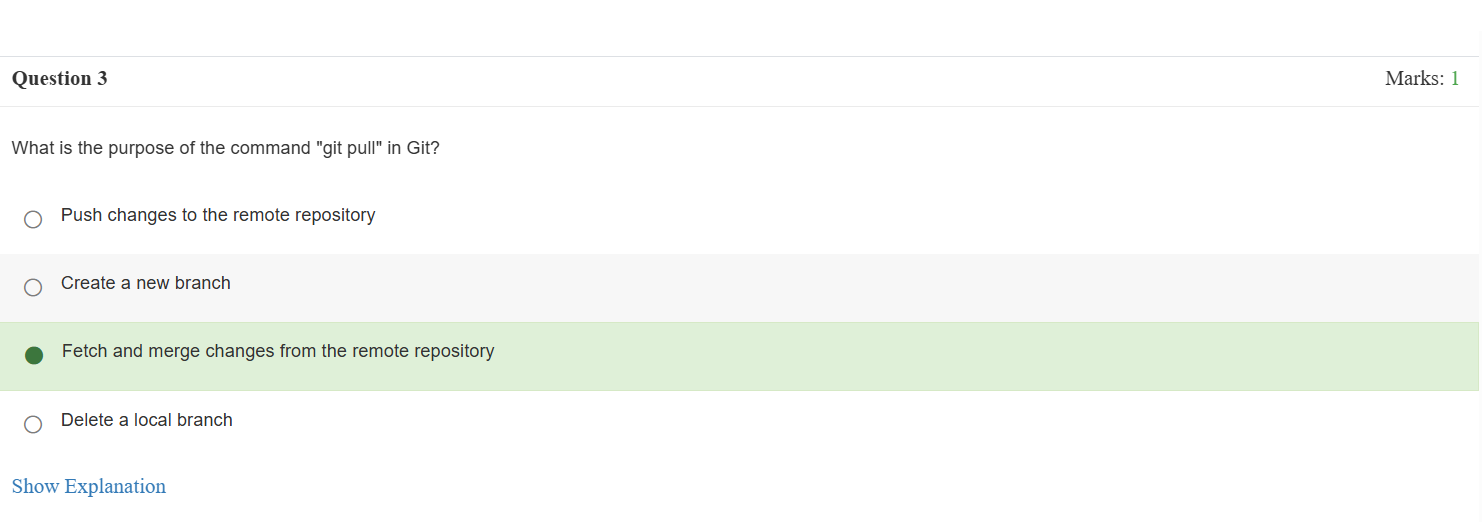 Question 3
Marks: 1
What is the purpose of the command "git pull" in Git?
Push changes to the remote repository
Create a new branch
Fetch and merge changes from the remote repository
Delete a local branch
Show Explanation